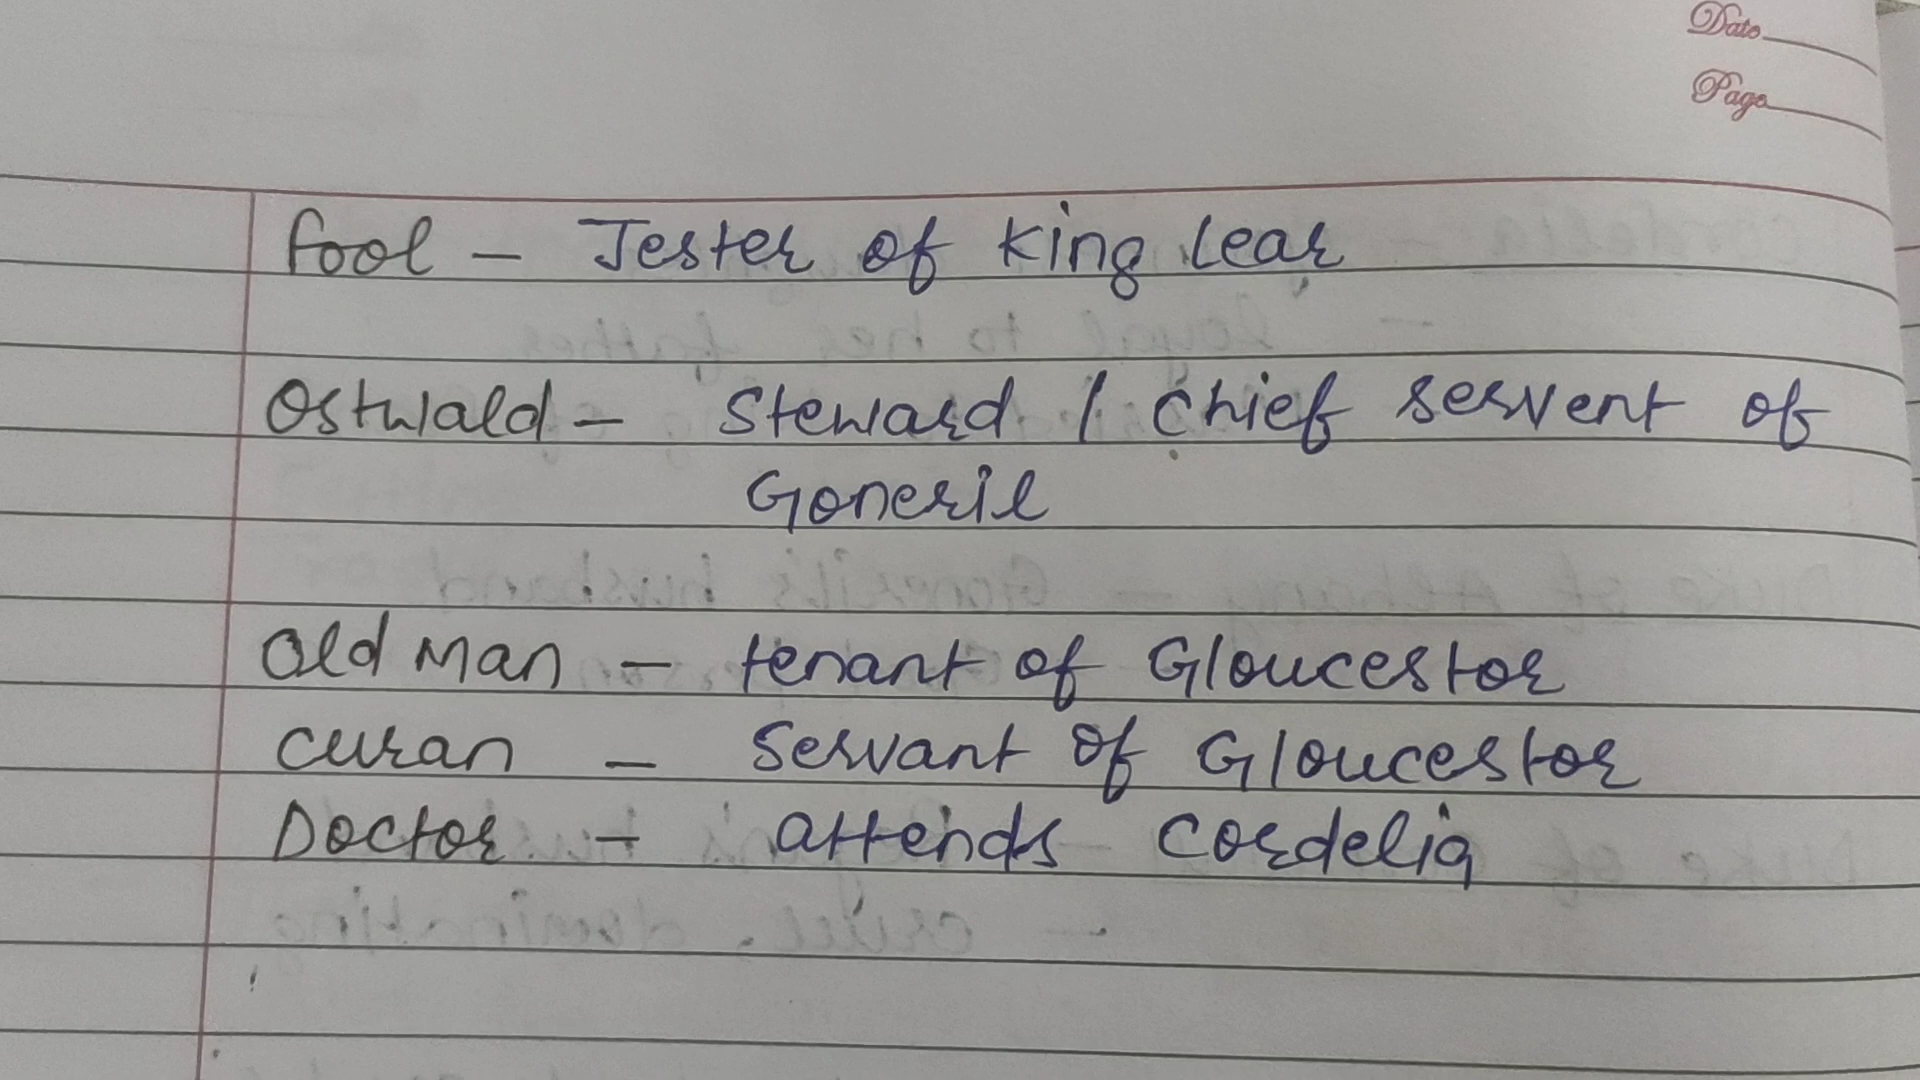 Date
Page
fool - Jester of King Lear
Ostwald - Steward / chief servent of
Goneril
Old Man - tenant of Gloucestor
Curan - Servant of Gloucestor
Doctor - attends Cordelia